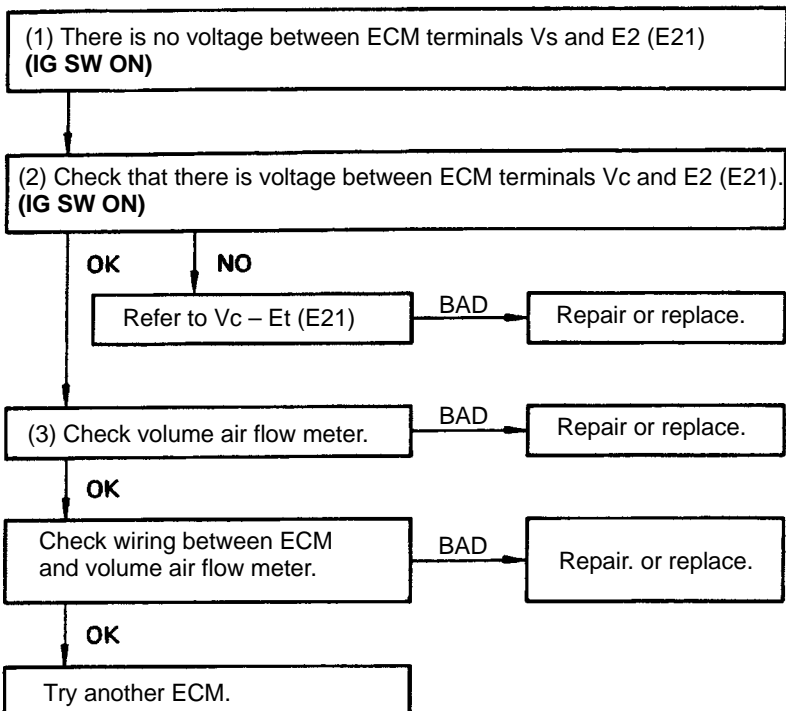 (1) There is no voltage between ECM terminals Vs and E2 (E21)
(IG SW ON)
(2) Check that there is voltage between ECM terminals Vc and E2 (E21).
(IG SW ON)
OK
NO
Refer to Vc – Et (E21)
BAD
Repair or replace.
(3) Check volume air flow meter.
BAD
Repair or replace.
OK
Check wiring between ECM
and volume air flow meter.
BAD
Repair. or replace.
OK
Try another ECM.